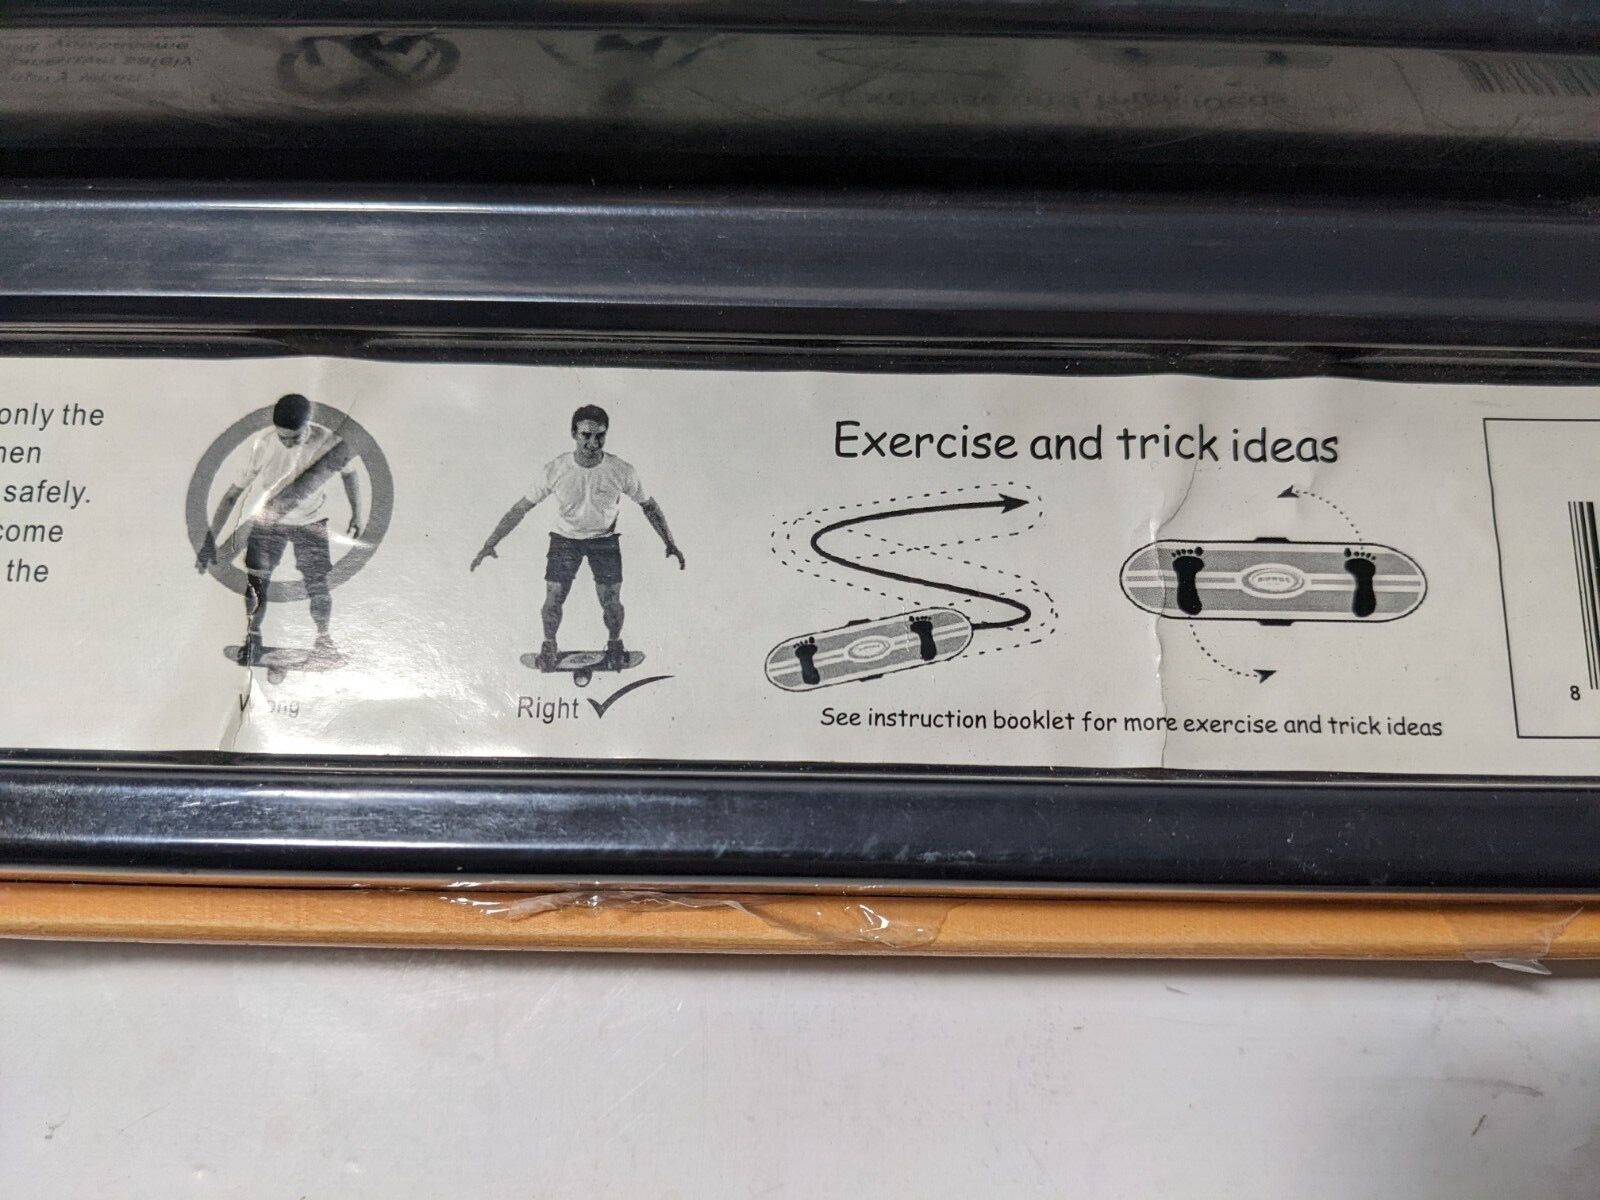 only the
hen
safely.
come
the
Wrong
Right
Exercise and trick ideas
See instruction booklet for more exercise and trick ideas
8